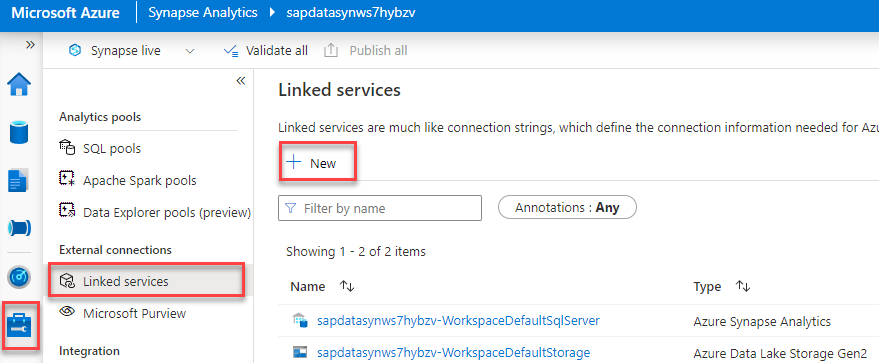 Microsoft Azure
Synapse Analytics
sapdatasynws7hybzv
Synapse live
Validate all
Publish all
Analytics pools
SQL pools
Apache Spark pools
Data Explorer pools (preview)
External connections
Linked services
Microsoft Purview
Integration
Linked services
Linked services are much like connection strings, which define the connection information needed for Azu
New
Filter by name
Annotations : Any
Showing 1 - 2 of 2 items
Name
Type
sapdatasynws7hybzv-WorkspaceDefaultSqlServer
Azure Synapse Analytics
sapdatasynws7hybzv-WorkspaceDefaultStorage
Azure Data Lake Storage Gen2